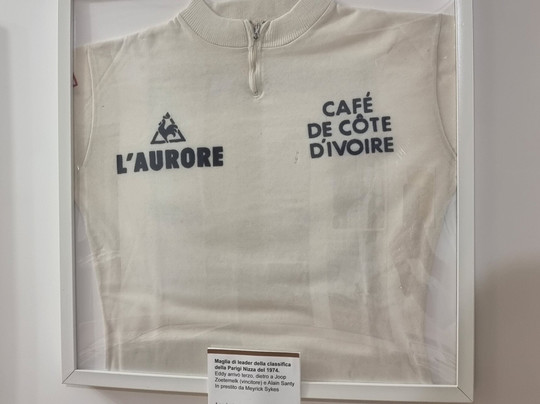 L'AURORE
CAFÉ
DE CÔTE
D'IVOIRE
Maglia di leader della classifica
della Parigi Nizza del 1974.
Eddy arrivò terzo, dietro a Joop
Zoetemelk (vincitore) e Alain Santy
In prestito da Meyrick Sykes